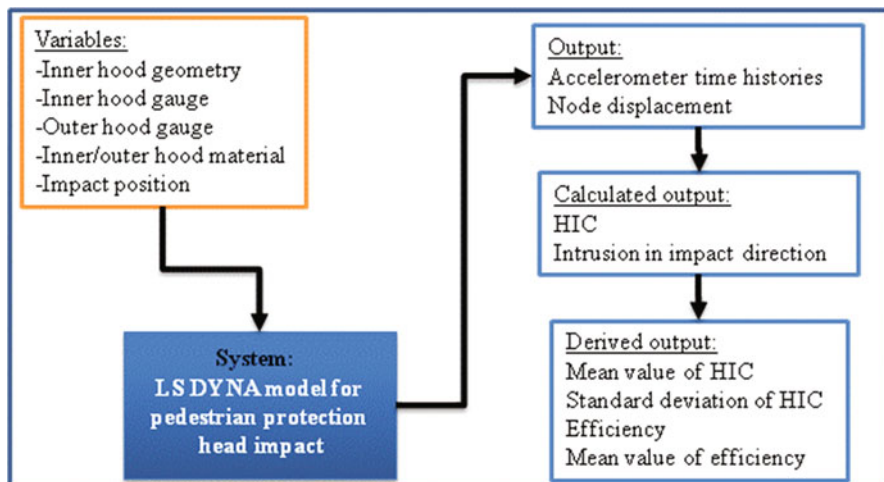 Variables:
-Inner hood geometry
-Inner hood gauge
-Outer hood gauge
-Inner/outer hood material
-Impact position
System:
LS DYNA model for
pedestrian protection
head impact
Output:
Accelerometer time histories
Node displacement
Calculated output:
HIC
Intrusion in impact direction
Derived output:
Mean value of HIC
Standard deviation of HIC
Efficiency
Mean value of efficiency